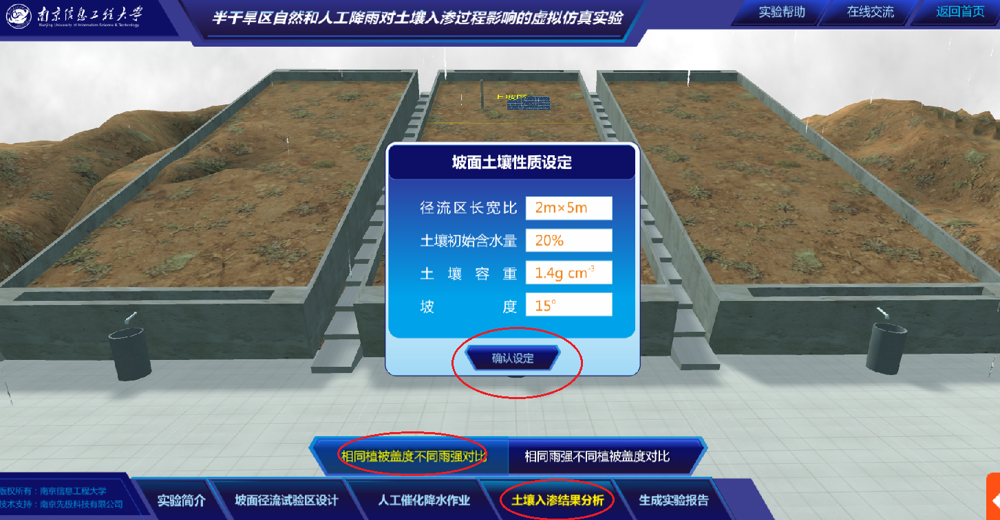 南京信息工程大学
Nanjing University of Information Science & Technology
半干旱区自然和人工降雨对土壤入渗过程影响的虚拟仿真实验
实验帮助
在线交流
返回首页
上坡度
坡面土壤性质设定
径流区长宽比 2m×5m
土壤初始含水量 20%
土壤容重 1.4g cm⁻³
坡度 15°
确认设定
相同植被盖度不同雨强对比
相同雨强不同植被盖度对比
版权所有：南京信息工程大学
技术支持：南京先极科技有限公司
实验简介
坡面径流试验区设计
人工催化降水作业
土壤入渗结果分析
生成实验报告